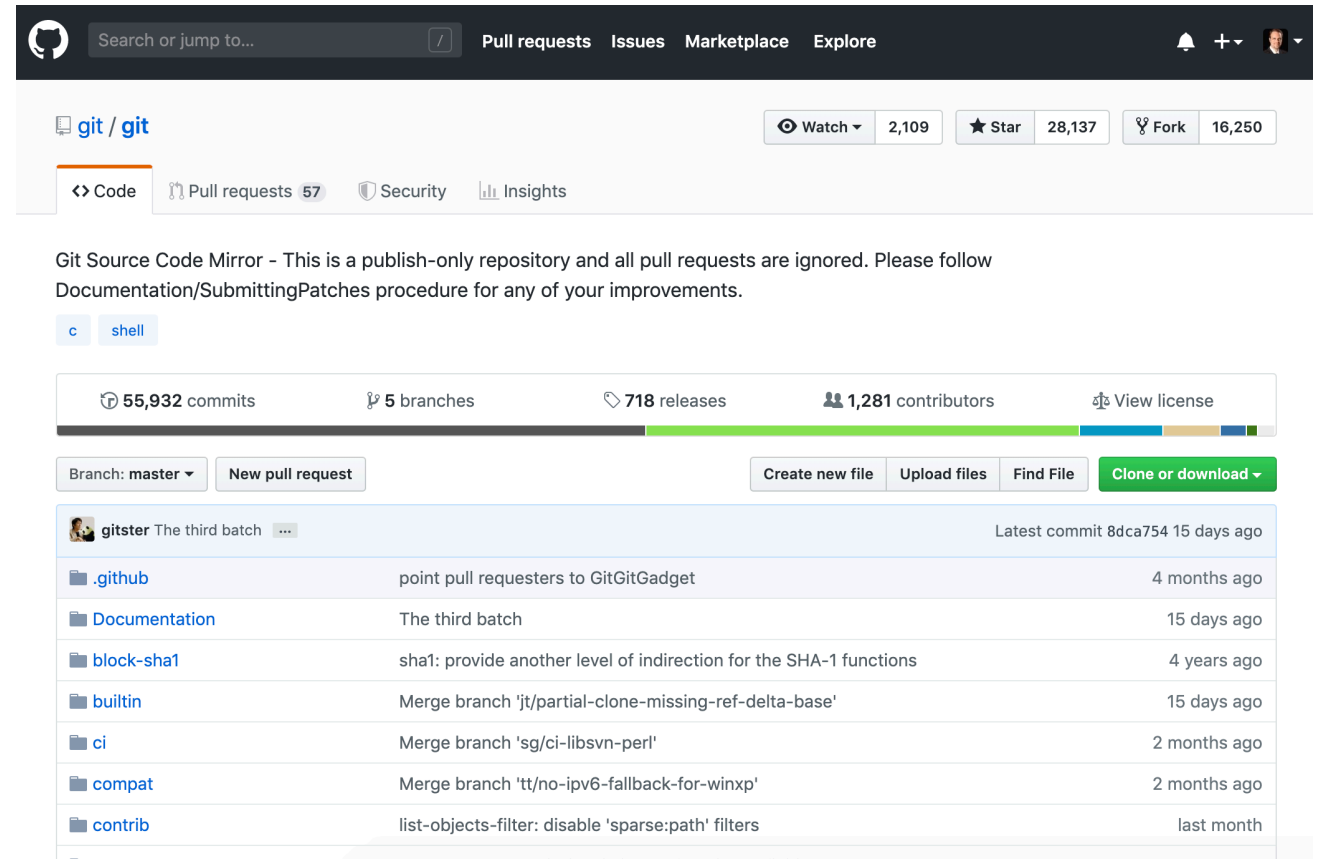 Search or jump to... / Pull requests Issues Marketplace Explore
git / git Watch 2,109 Star 28,137 Fork 16,250
Code Pull requests 57 Security Insights
Git Source Code Mirror - This is a publish-only repository and all pull requests are ignored. Please follow
Documentation/SubmittingPatches procedure for any of your improvements.
c shell
55,932 commits 5 branches 718 releases 1,281 contributors View license
Branch: master New pull request Create new file Upload files Find File Clone or download
gitster The third batch ... Latest commit 8dca754 15 days ago
.github point pull requesters to GitGitGadget 4 months ago
Documentation The third batch 15 days ago
block-sha1 sha1: provide another level of indirection for the SHA-1 functions 4 years ago
builtin Merge branch 'jt/partial-clone-missing-ref-delta-base' 15 days ago
ci Merge branch 'sg/ci-libsvn-perl' 2 months ago
compat Merge branch 'tt/no-ipv6-fallback-for-winxp' 2 months ago
contrib list-objects-filter: disable 'sparse:path' filters last month